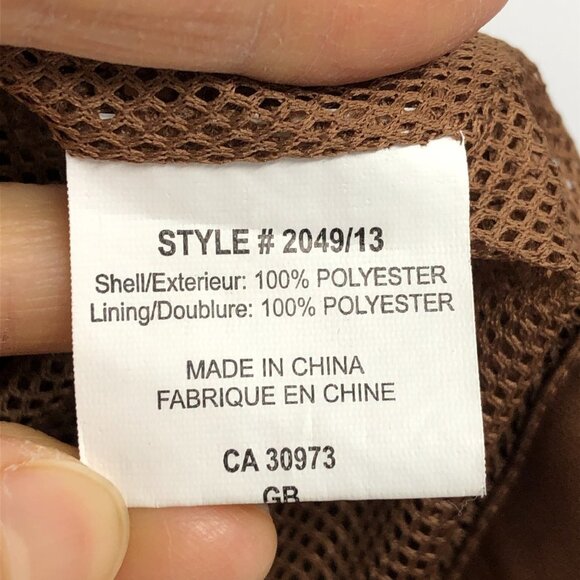 STYLE # 2049/13
Shell/Exterieur: 100% POLYESTER
Lining/Doublure: 100% POLYESTER
MADE IN CHINA
FABRIQUE EN CHINE
CA 30973
GB